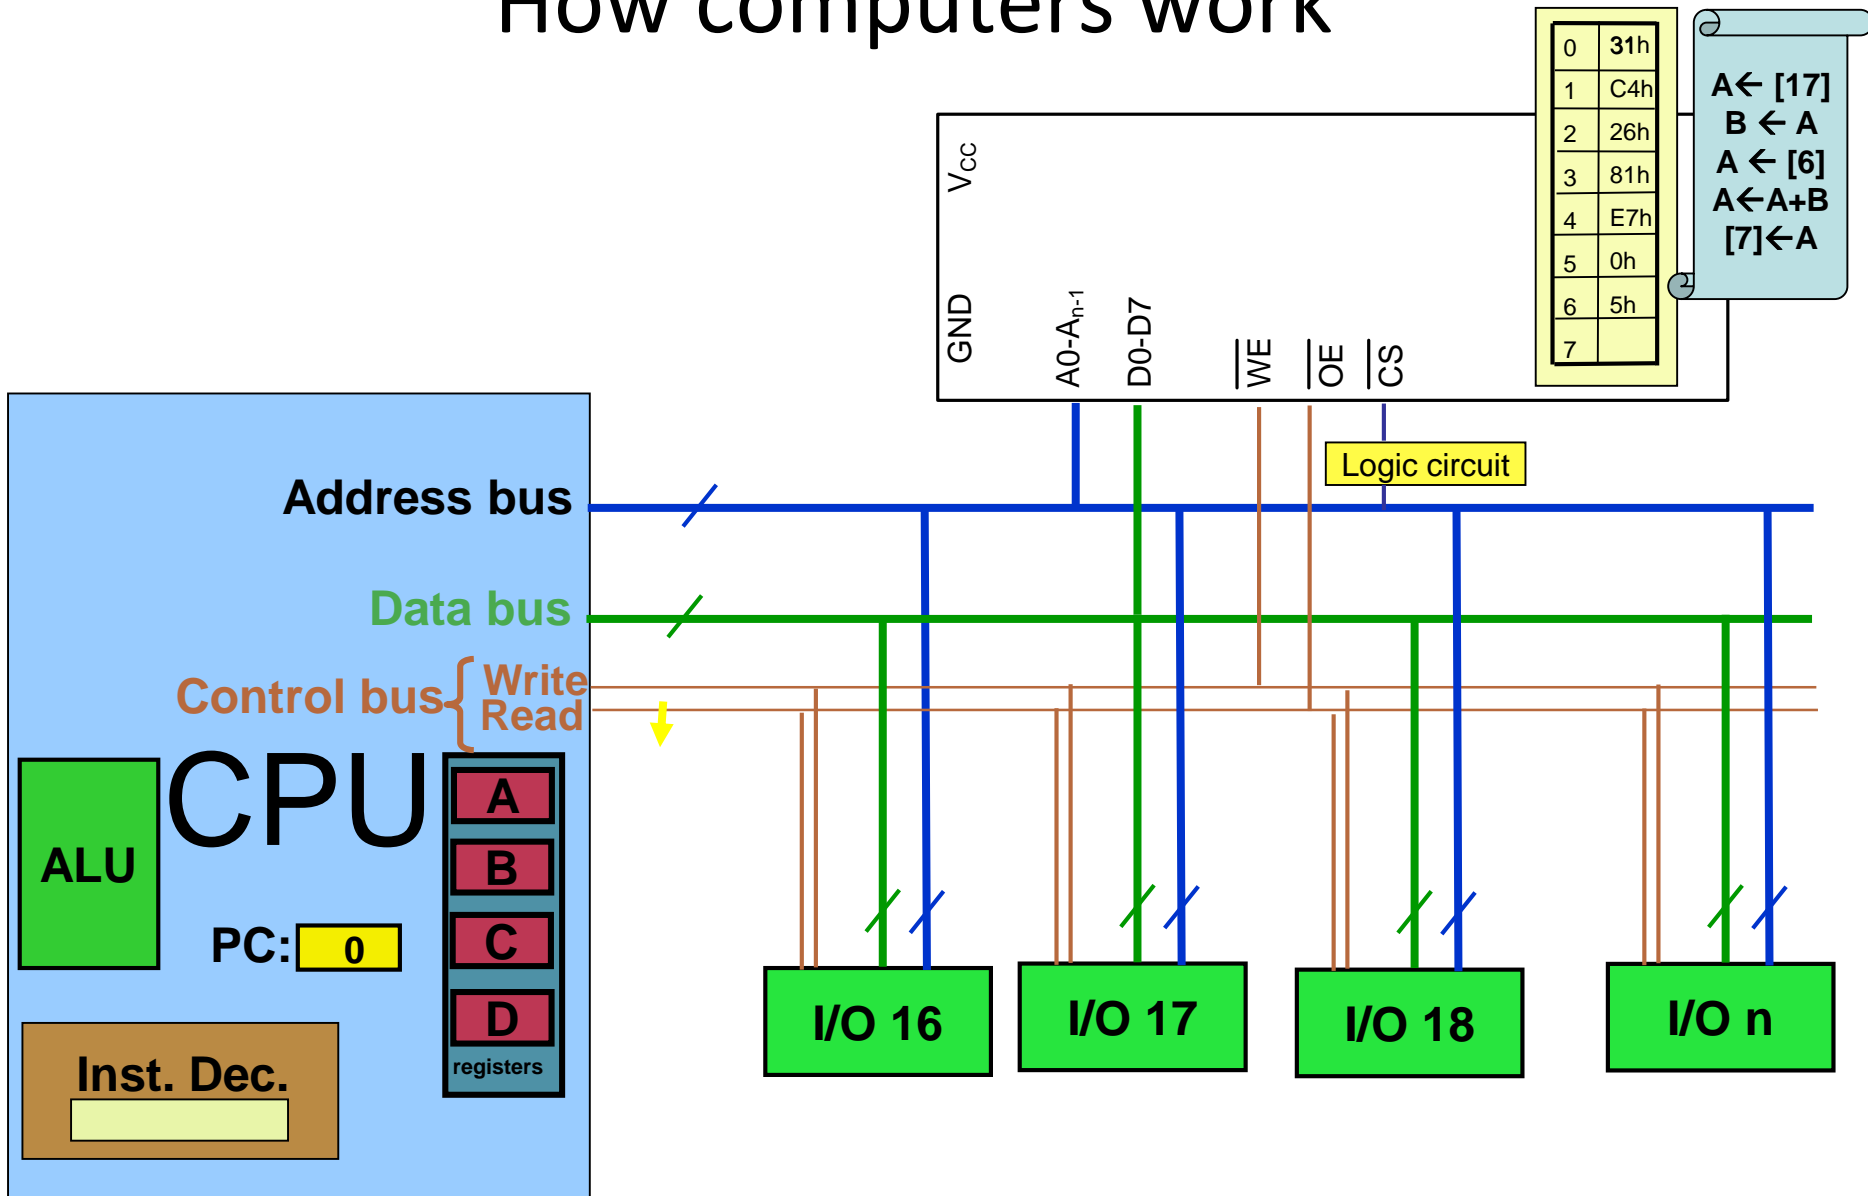 How computers work
0 31h
1 C4h
2 26h
3 81h
4 E7h
5 0h
6 5h
7
A← [17]
B ← A
A ← [6]
A←A+B
[7]←A
VCC
GND
A0-An-1
D0-D7
WE
OE
CS
Logic circuit
Address bus
Data bus
Control bus
Write
Read
CPU
ALU
PC: 0
A
B
C
D
registers
Inst. Dec.
I/O 16
I/O 17
I/O 18
I/O n